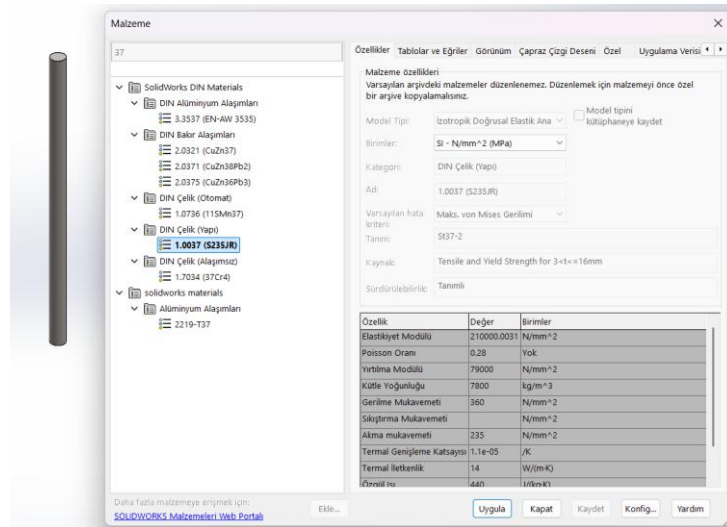 Malzeme
37
SolidWorks DIN Materials
DIN Alüminyum Alaşımları
3.3537 (EN-AW 3535)
DIN Bakır Alaşımları
2.0321 (CuZn37)
2.0371 (CuZn38Pb2)
2.0375 (CuZn36Pb3)
DIN Çelik (Otomat)
1.0736 (11SMn37)
DIN Çelik (Yapı)
1.0037 (S235JR)
DIN Çelik (Alaşımsız)
1.7034 (37Cr4)
solidworks materials
Alüminyum Alaşımları
2219-T37
Daha fazla malzemeye erişmek için:
SOLIDWORKS Malzemeleri Web Portalı
Ekle...
Özellikler Tablolar ve Eğriler Görünüm Çapraz Çizgi Deseni Özel Uygulama Verisi
Malzeme özellikleri
Varsayılan arşivdeki malzemeler düzenlenemez. Düzenlemek için malzemeyi önce özel
bir arşive kopyalamalısınız.
Model Tipi: İzotropik Doğrusal Elastik Ana Model tipini
kütüphaneye kaydet
Birimler: SI - N/mm^2 (MPa)
Kategori: DIN Çelik (Yapı)
Ad: 1.0037 (S235JR)
Varsayılan hata Maks. von Mises Gerilimi
kriteri:
Tanım: St37-2
Kaynak: Tensile and Yield Strength for 3<t<=16mm
Sürdürülebilirlik: Tanımlı
Özellik Değer Birimler
Elastikiyet Modülü 210000.0031 N/mm^2
Poisson Oranı 0.28 Yok
Yırtılma Modülü 79000 N/mm^2
Kütle Yoğunluğu 7800 kg/m^3
Gerilme Mukavemeti 360 N/mm^2
Sıkıştırma Mukavemeti N/mm^2
Akma mukavemeti 235 N/mm^2
Termal Genişleme Katsayısı 1.1e-05 /K
Termal İletkenlik 14 W/(m·K)
Özgül Isı 440 J/(kg·K)
Uygula Kapat Kaydet Konfig... Yardım